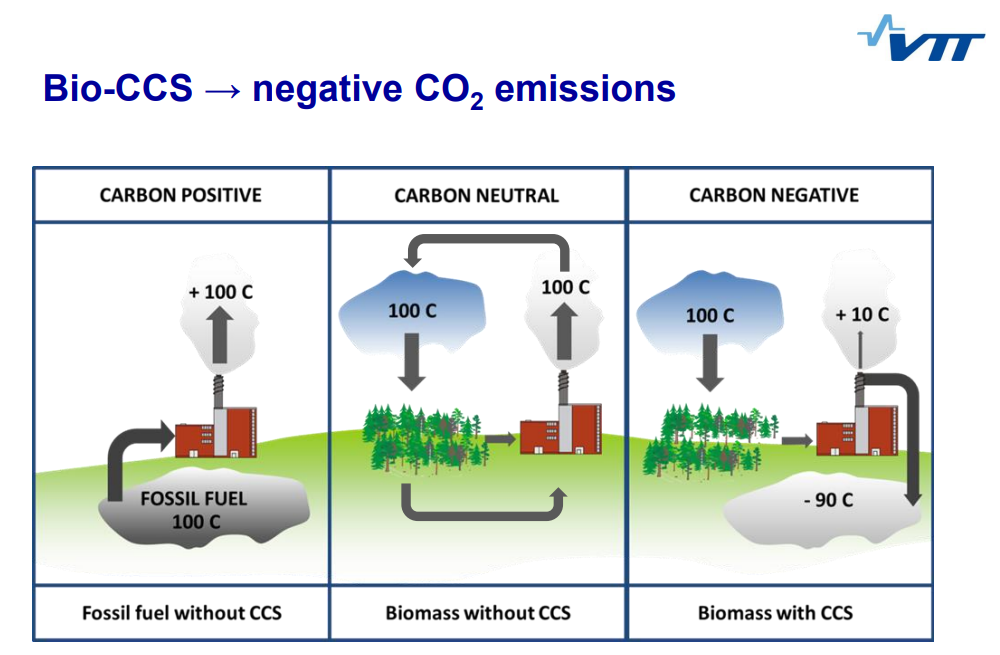 VTT
Bio-CCS → negative CO₂ emissions
CARBON POSITIVE
CARBON NEUTRAL
CARBON NEGATIVE
+ 100 C
FOSSIL FUEL
100 C
100 C
100 C
100 C
+ 10 C
- 90 C
Fossil fuel without CCS
Biomass without CCS
Biomass with CCS